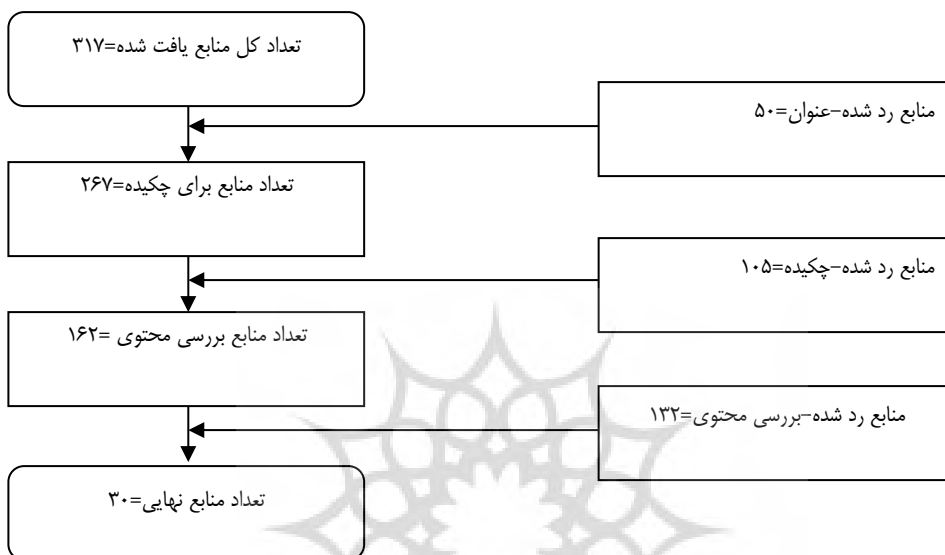 تعداد کل منابع یافت شده=۳۱۷
منابع رد شده-عنوان=۵۰
تعداد منابع برای چکیده=۲۶۷
منابع رد شده-چکیده=۱۰۵
تعداد منابع بررسی محتوی =۱۶۲
منابع رد شده-بررسی محتوی=۱۳۲
تعداد منابع نهایی=۳۰